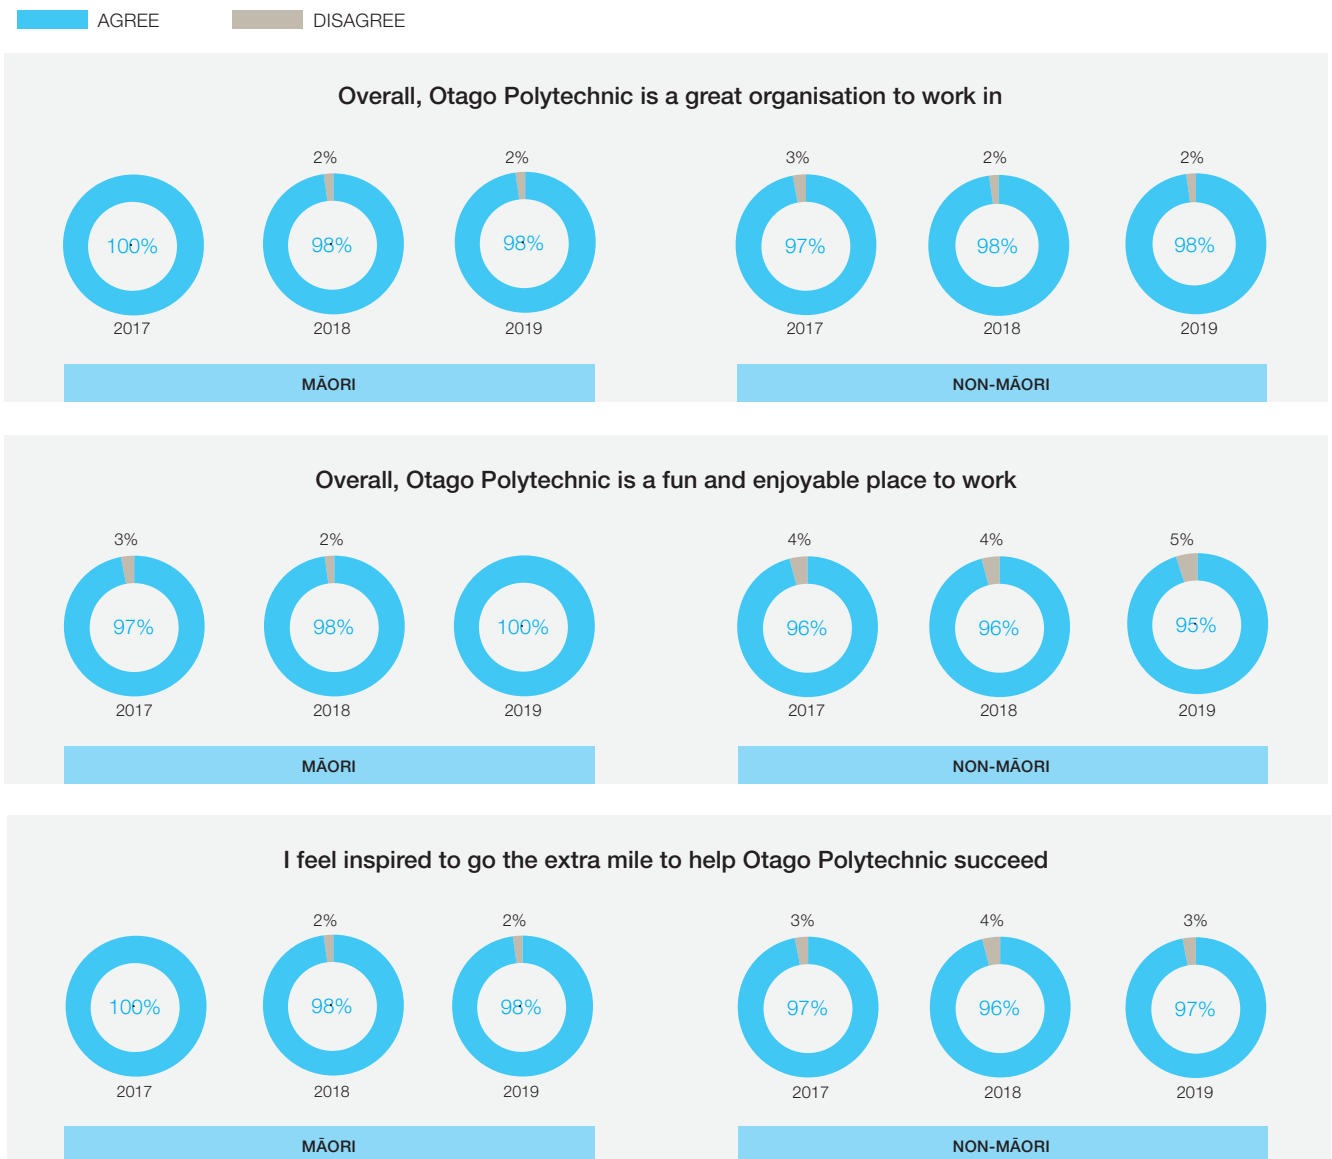 AGREE DISAGREE
Overall, Otago Polytechnic is a great organisation to work in
2% 2% 3% 2% 2%
100% 98% 98% 97% 98% 98%
2017 2018 2019 2017 2018 2019
MĀORI NON-MĀORI
Overall, Otago Polytechnic is a fun and enjoyable place to work
3% 2% 4% 4% 5%
97% 98% 100% 96% 96% 95%
2017 2018 2019 2017 2018 2019
MĀORI NON-MĀORI
I feel inspired to go the extra mile to help Otago Polytechnic succeed
2% 2% 3% 4% 3%
100% 98% 98% 97% 96% 97%
2017 2018 2019 2017 2018 2019
MĀORI NON-MĀORI